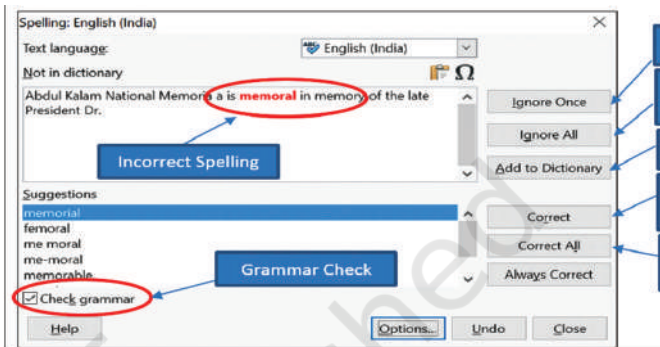 Spelling: English (India)
Text language: English (India)
Not in dictionary
Abdul Kalam National Memoria a is memoral in memory of the late
President Dr.
Ignore Once
Ignore All
Add to Dictionary
Incorrect Spelling
Suggestions
memorial
femoral
me moral
me-moral
memorable
Correct
Correct All
Always Correct
Grammar Check
Check grammar
Help
Options...
Undo
Close